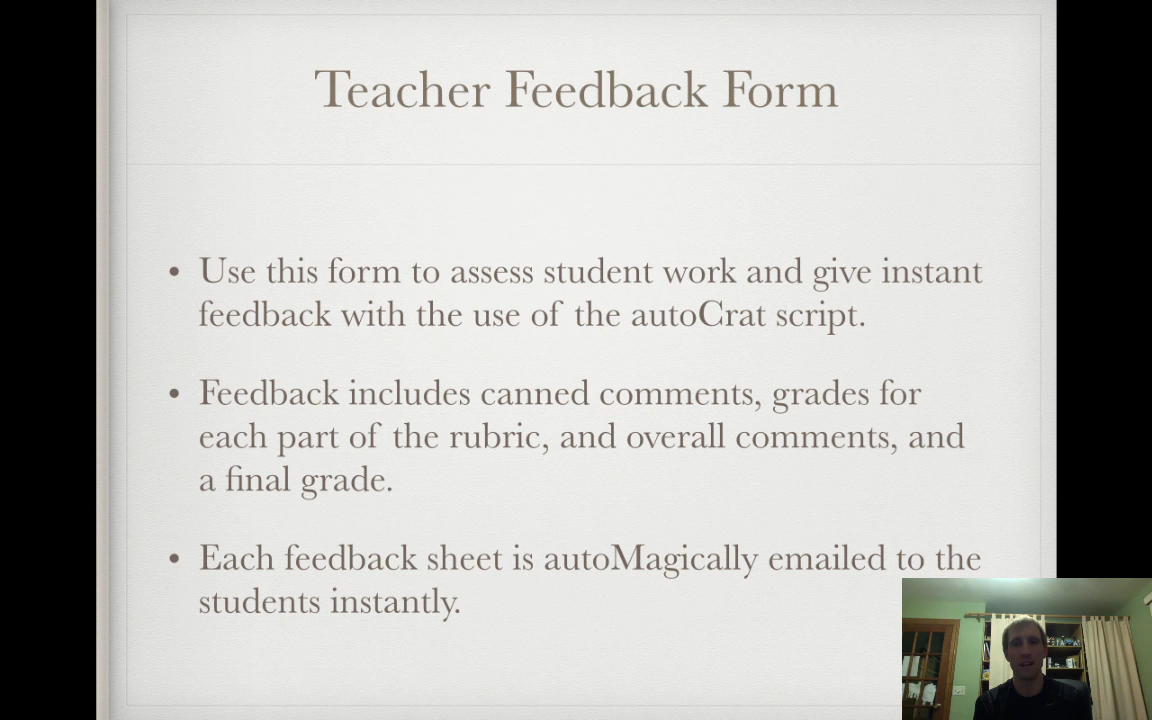 Teacher Feedback Form
• Use this form to assess student work and give instant
feedback with the use of the autoCrat script.
• Feedback includes canned comments, grades for
each part of the rubric, and overall comments, and
a final grade.
• Each feedback sheet is autoMagically emailed to the
students instantly.